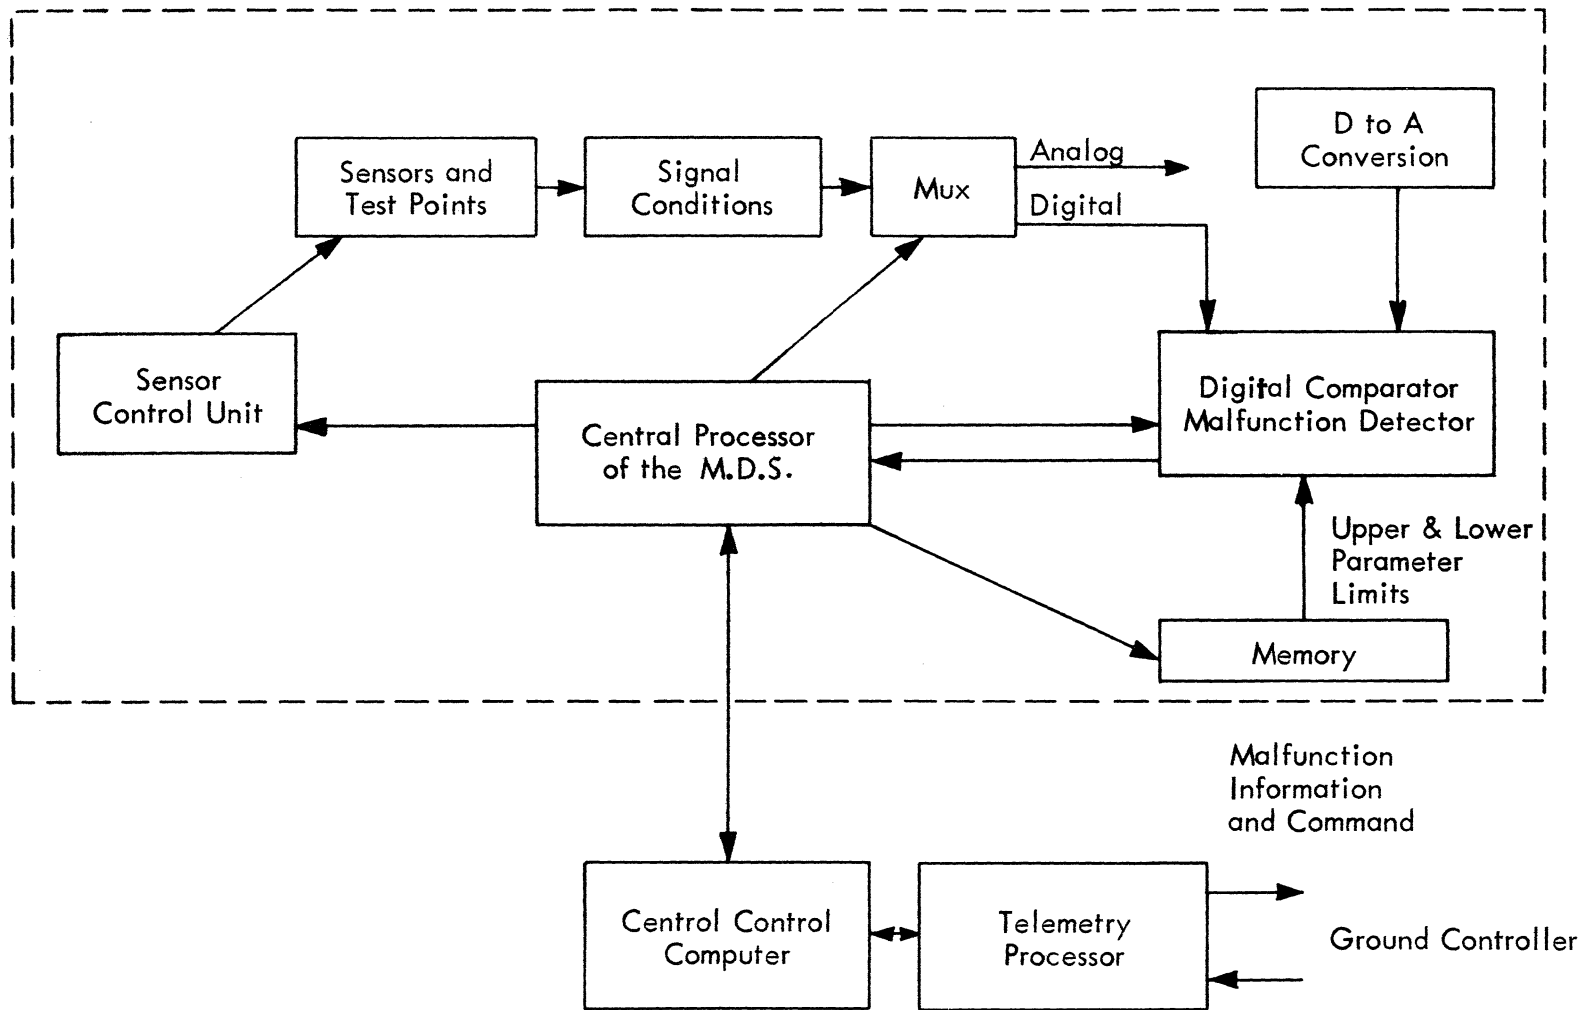 D to A
Conversion
Sensors and
Test Points
Signal
Conditions
Mux
Analog
Digital
Sensor
Control Unit
Central Processor
of the M.D.S.
Digital Comparator
Malfunction Detector
Upper & Lower
Parameter
Limits
Memory
Malfunction
Information
and Command
Central Control
Computer
Telemetry
Processor
Ground Controller